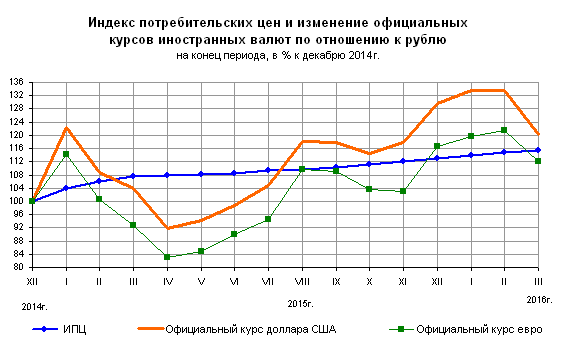 Индекс потребительских цен и изменение официальных
курсов иностранных валют по отношению к рублю
на конец периода, в % к декабрю 2014г.
136
132
128
124
120
116
112
108
104
100
96
92
88
84
80
XII I II III IV V VI VII VIII IX X XI XII I II III
2014г. 2015г. 2016г.
ИПЦ Официальный курс доллара США Официальный курс евро